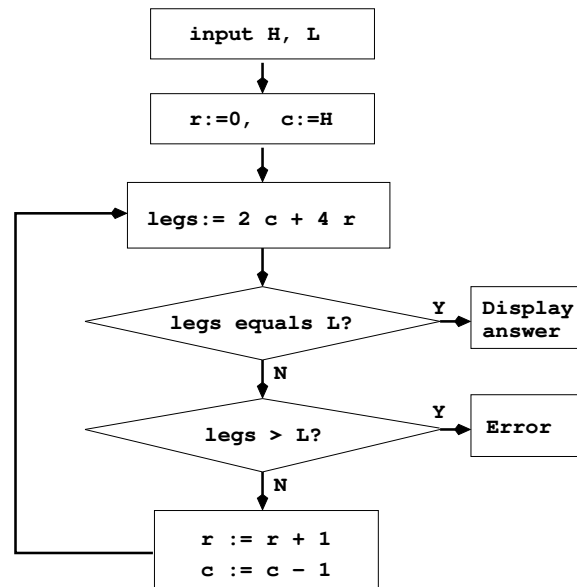 input H, L
r:=0, c:=H
legs:= 2 c + 4 r
legs equals L?
Y
Display
answer
N
legs > L?
Y
Error
N
r := r + 1
c := c − 1